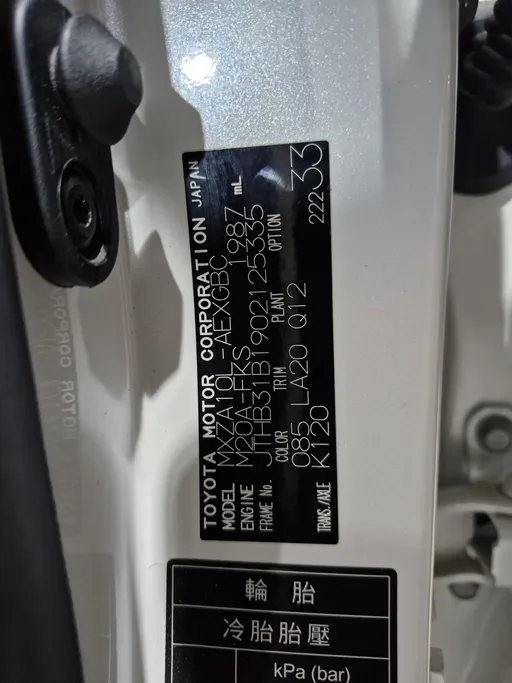 TOYOTA MOTOR CORPORATION JAPAN
MODEL MXZA10L-AEXGBC
ENGINE M20A-FKS 1987 mL
FRAME No. JTHB31B1902125335
COLOR TRIM PLANT OPTION
085 LA20 Q12
TRANS./AXLE K120 22233
輪 胎
冷胎胎壓
kPa (bar)